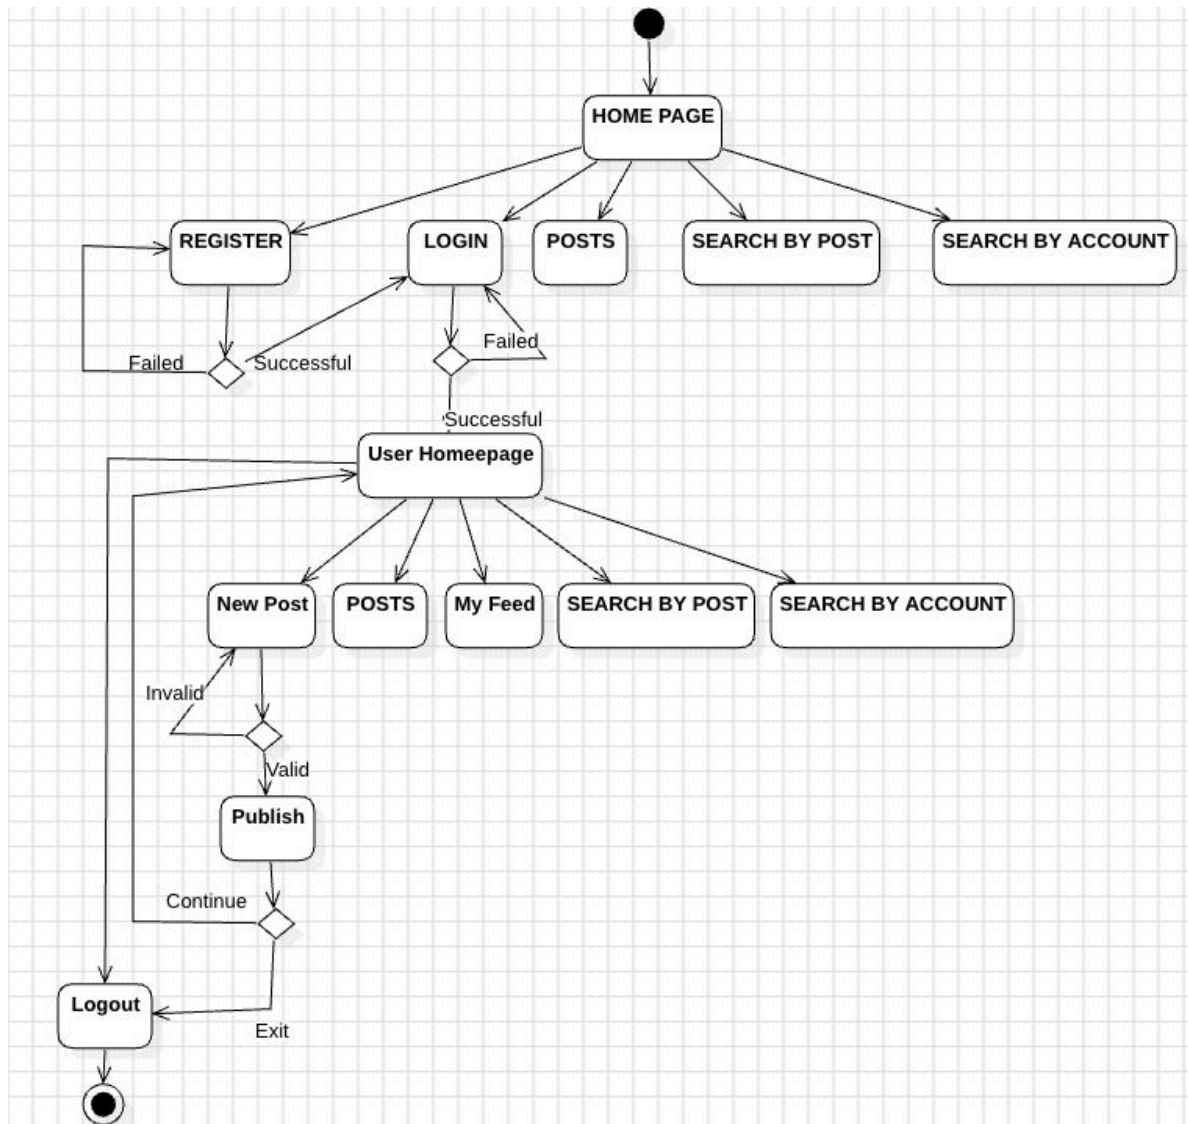 HOME PAGE
REGISTER
LOGIN
POSTS
SEARCH BY POST
SEARCH BY ACCOUNT
Failed
Successful
Failed
Successful
User Homeepage
New Post
POSTS
My Feed
SEARCH BY POST
SEARCH BY ACCOUNT
Invalid
Valid
Publish
Continue
Logout
Exit